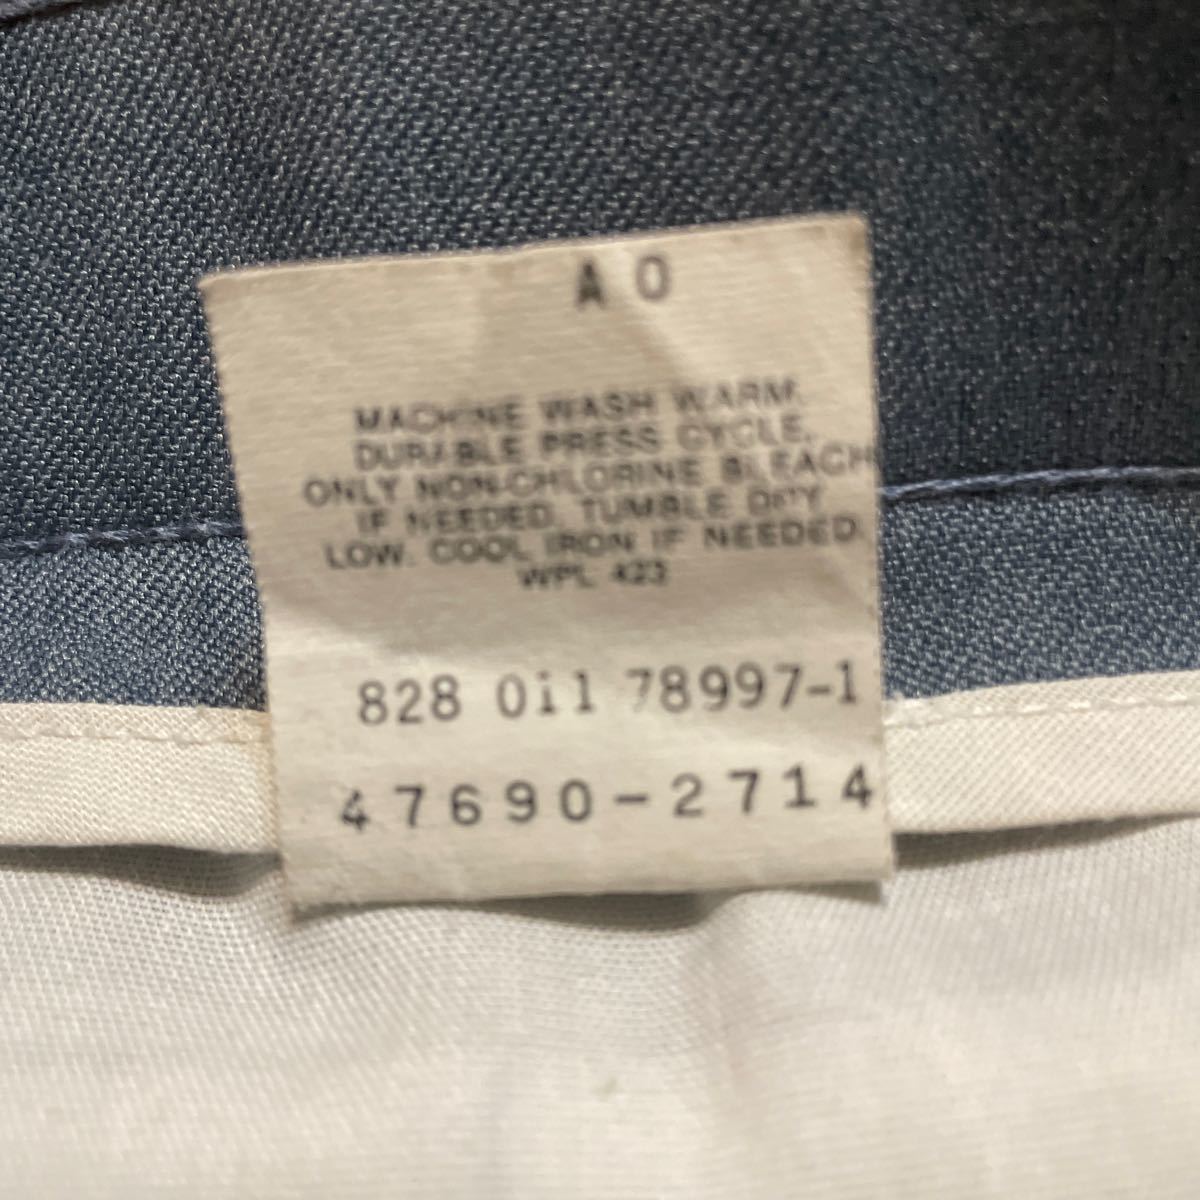 A 0
MACHINE WASH WARM.
DURABLE PRESS CYCLE.
ONLY NON-CHLORINE BLEACH
IF NEEDED. TUMBLE DRY
LOW. COOL IRON IF NEEDED.
WPL 423
828 0i1 78997-1
47690-2714